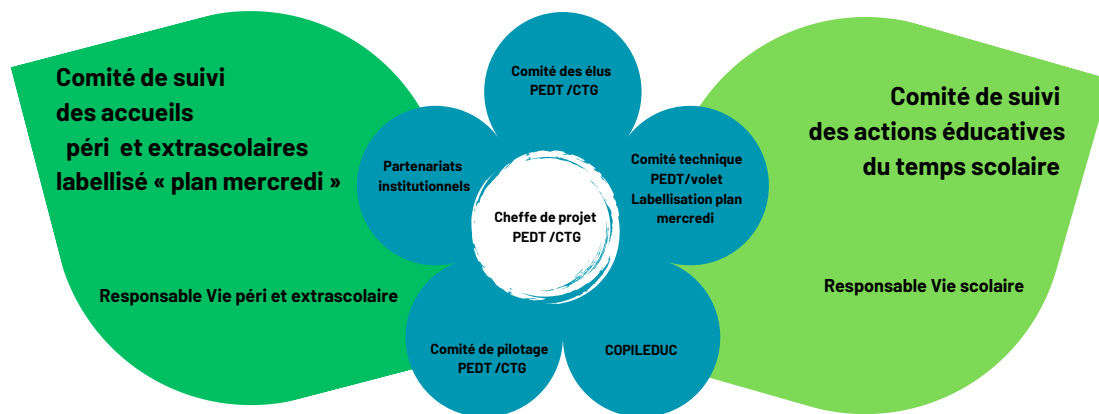 Comité de suivi
des accueils
péri et extrascolaires
labellisé « plan mercredi »
Responsable Vie péri et extrascolaire
Comité des élus
PEDT /CTG
Partenariats
institutionnels
Cheffe de projet
PEDT /CTG
Comité technique
PEDT/volet
Labellisation plan
mercredi
Comité de pilotage
PEDT /CTG
COPILEDUC
Comité de suivi
des actions éducatives
du temps scolaire
Responsable Vie scolaire